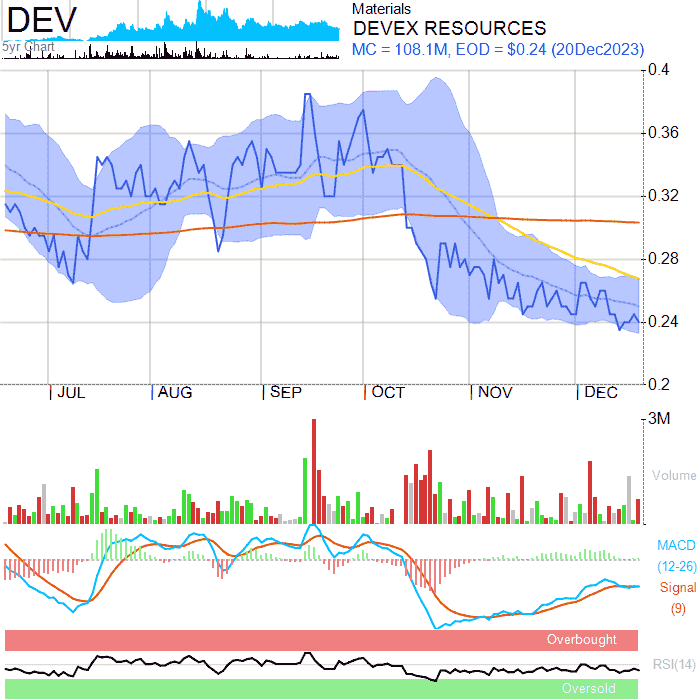 DEV
5yr Chart
Materials
DEVEX RESOURCES
MC = 108.1M, EOD = $0.24 (20Dec2023)
0.4
0.36
0.32
0.28
0.24
0.2
JUL AUG SEP OCT NOV DEC
3M
Volume
MACD
(12-26)
Signal
(9)
Overbought
RSI(14)
Oversold